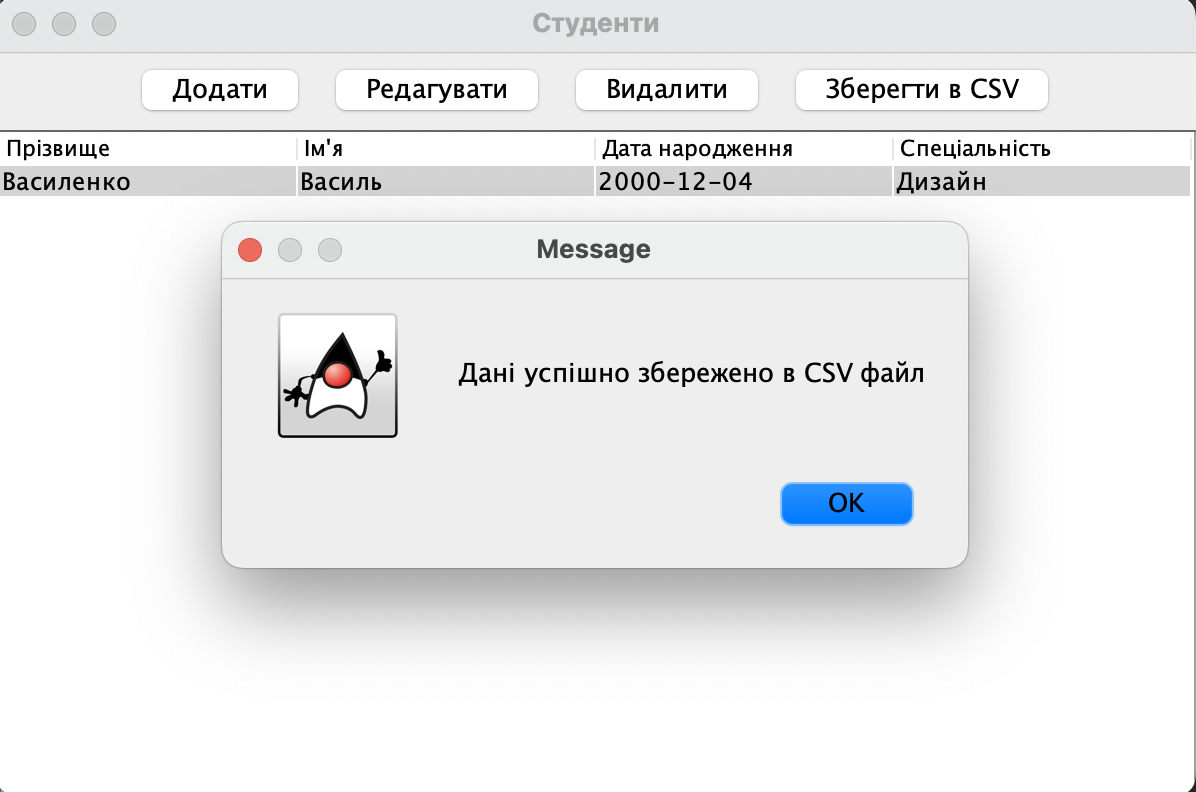 Студенти
Додати Редагувати Видалити Зберегти в CSV
Прізвище Ім'я Дата народження Спеціальність
Василенко Василь 2000-12-04 Дизайн
Message
Дані успішно збережено в CSV файл
OK